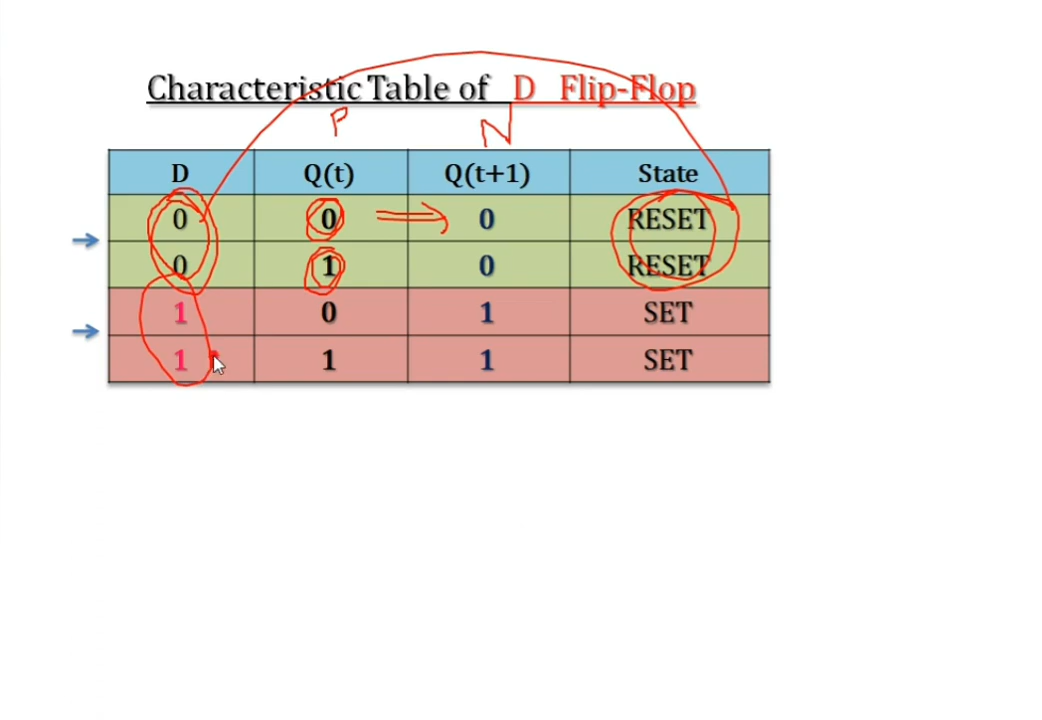 Characteristic Table of D Flip-Flop
P N
D Q(t) Q(t+1) State
0 0 0 RESET
0 1 0 RESET
1 0 1 SET
1 1 1 SET